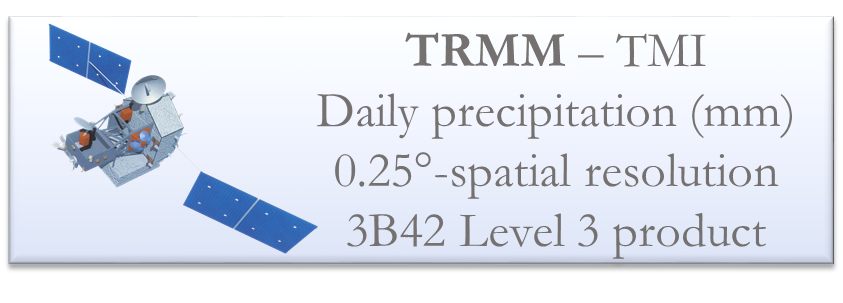 TRMM – TMI
Daily precipitation (mm)
0.25°-spatial resolution
3B42 Level 3 product